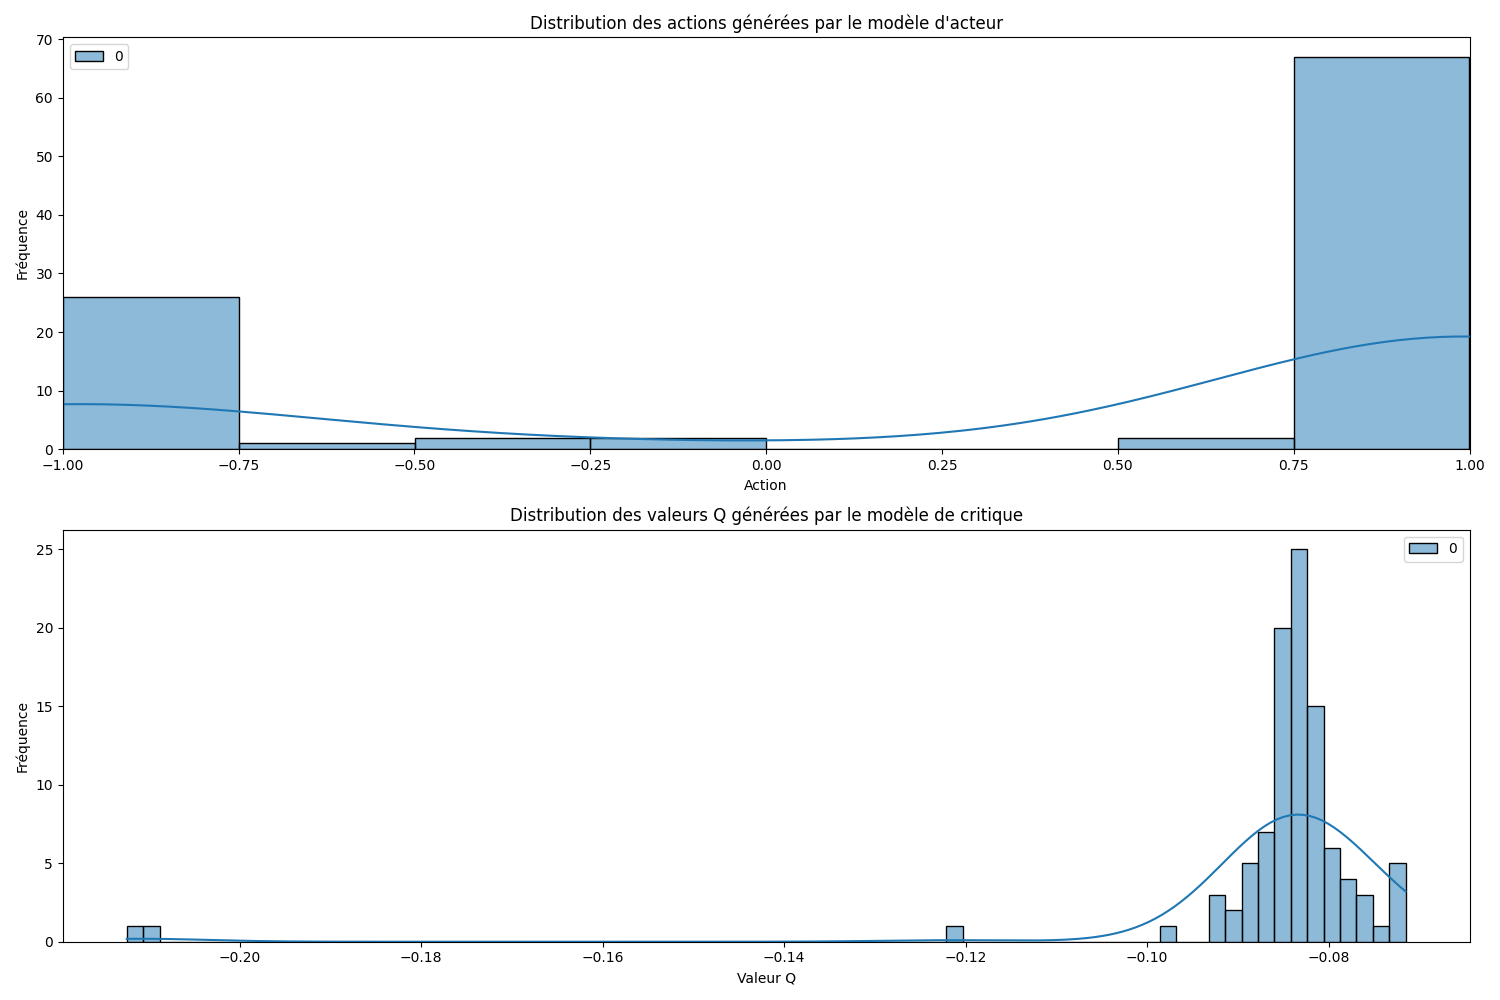 Distribution des actions générées par le modèle d'acteur
70
60
50
40
30
20
10
0
Fréquence
0
−1.00 −0.75 −0.50 −0.25 0.00 0.25 0.50 0.75 1.00
Action
Distribution des valeurs Q générées par le modèle de critique
25
20
15
10
5
0
Fréquence
0
−0.20 −0.18 −0.16 −0.14 −0.12 −0.10 −0.08
Valeur Q